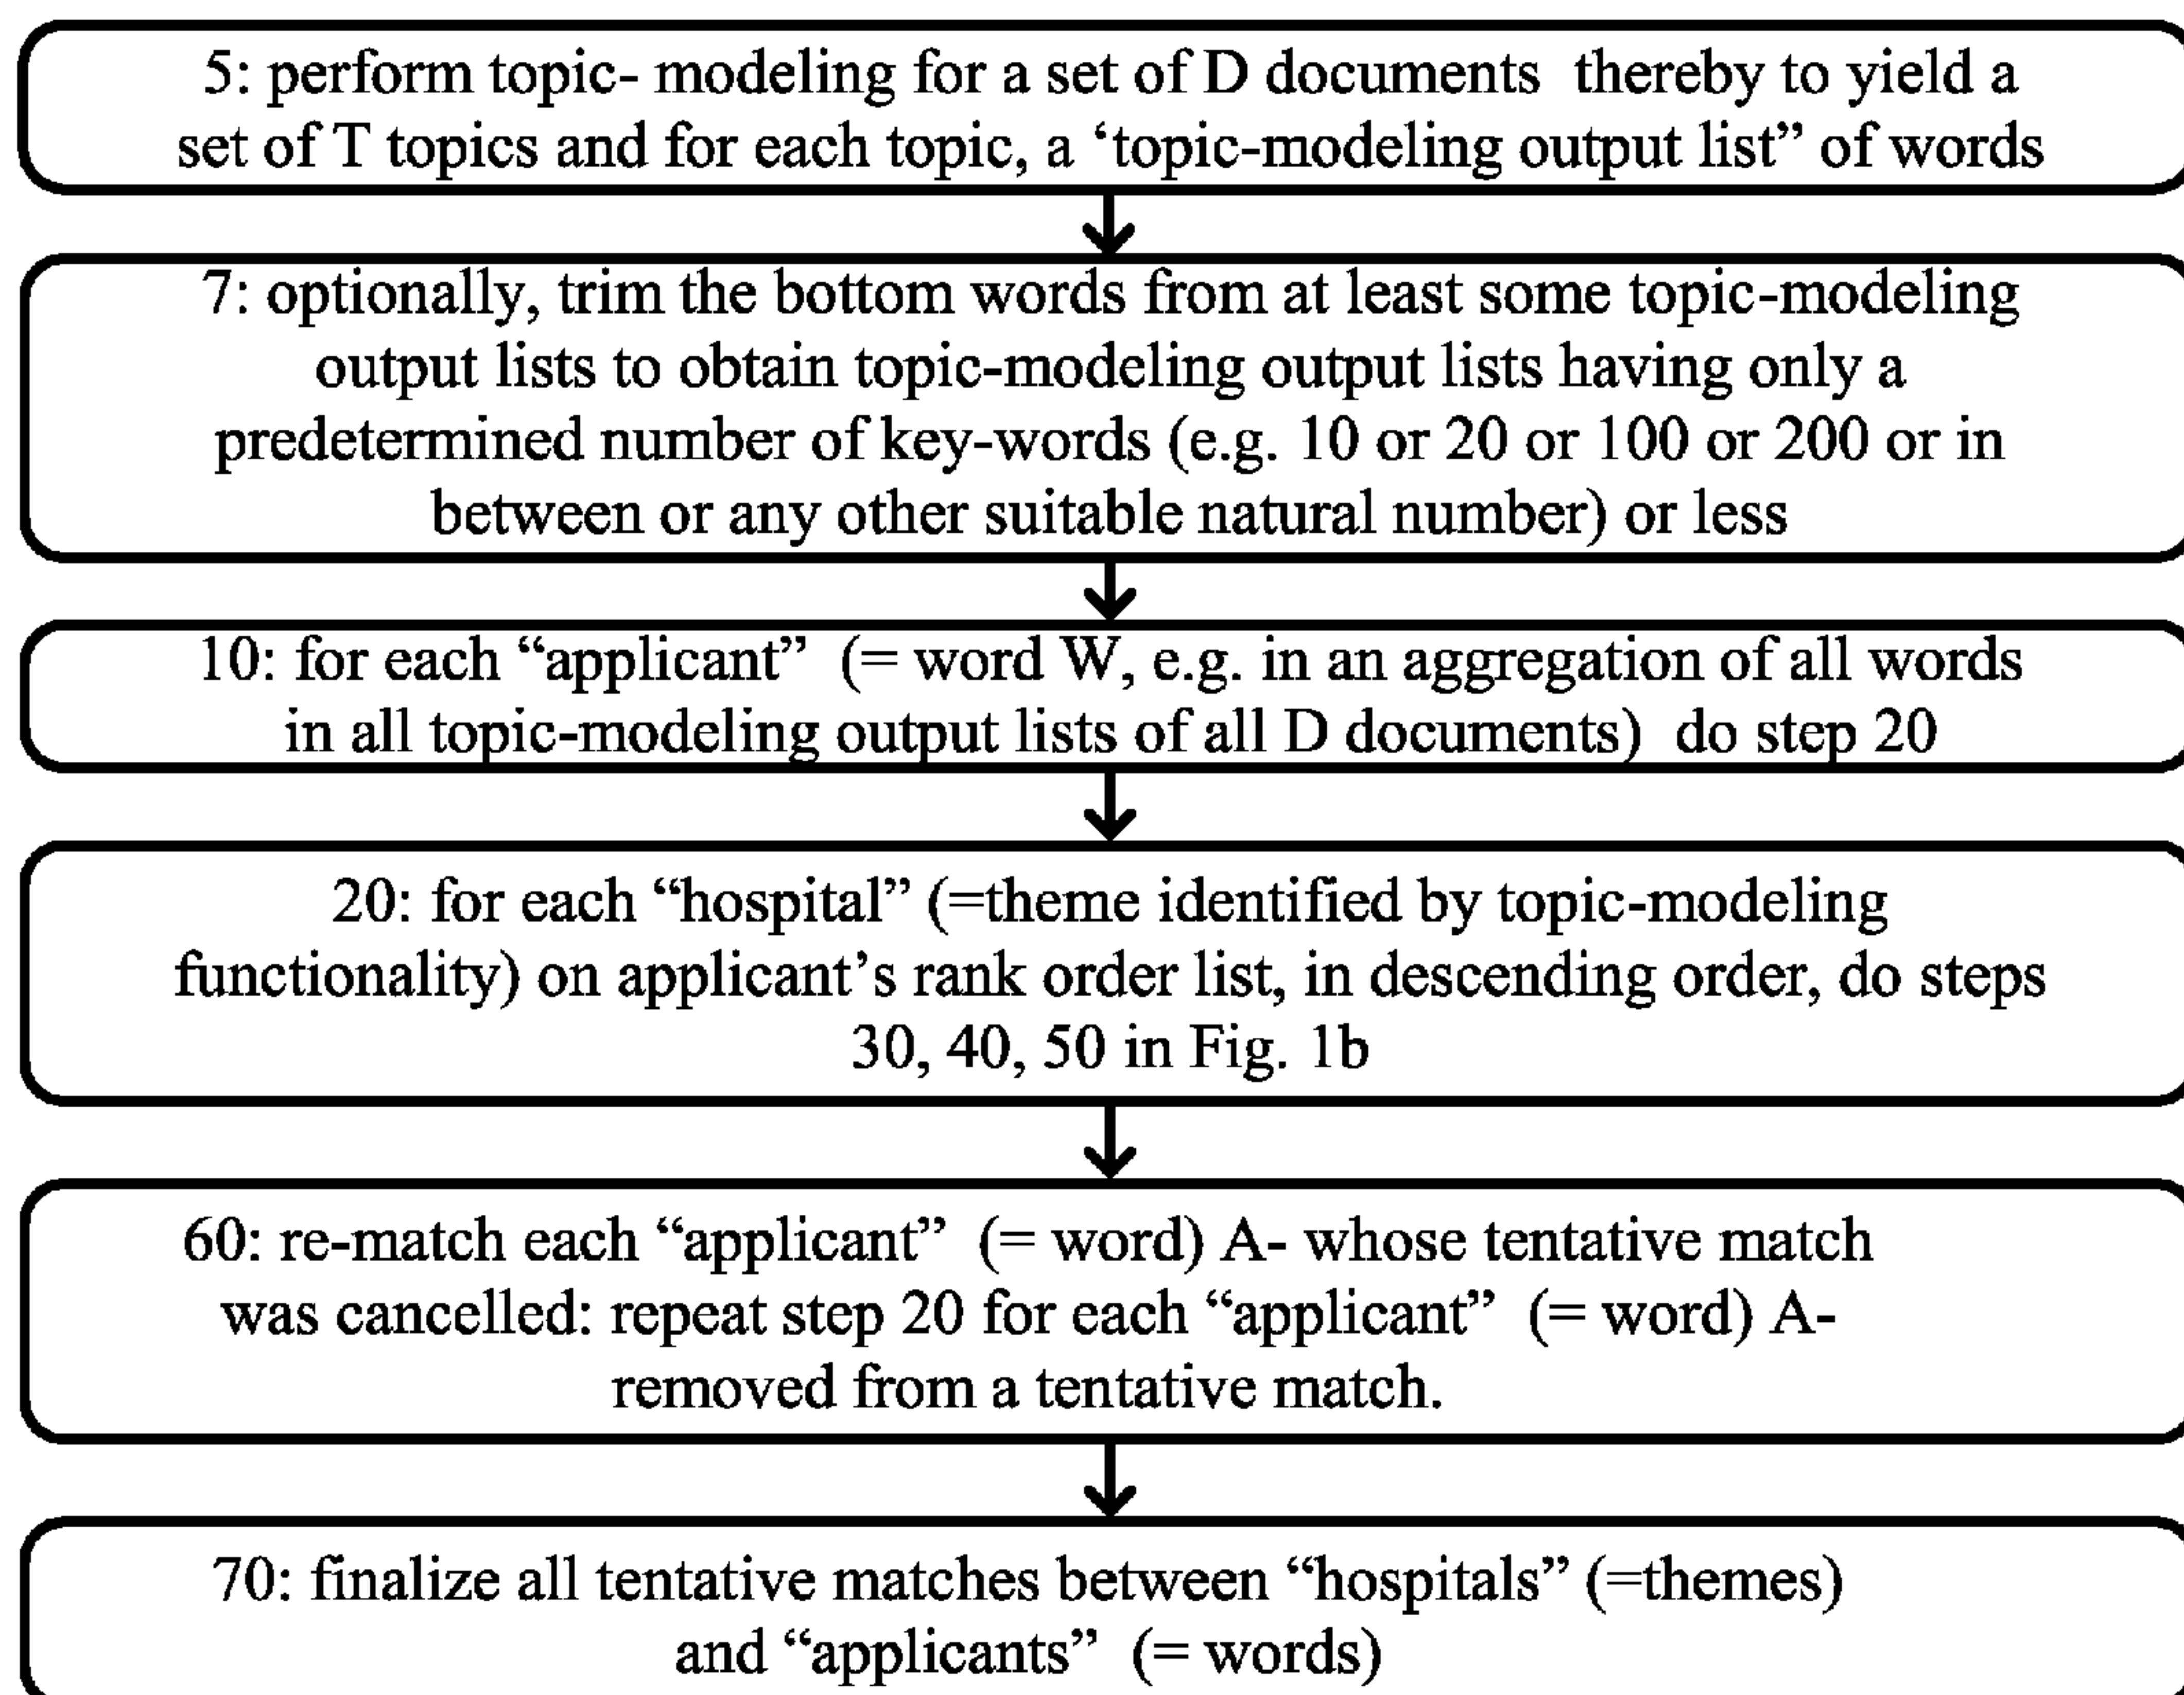 5: perform topic- modeling for a set of D documents thereby to yield a
set of T topics and for each topic, a ‘topic-modeling output list” of words
7: optionally, trim the bottom words from at least some topic-modeling
output lists to obtain topic-modeling output lists having only a
predetermined number of key-words (e.g. 10 or 20 or 100 or 200 or in
between or any other suitable natural number) or less
10: for each “applicant” (= word W, e.g. in an aggregation of all words
in all topic-modeling output lists of all D documents) do step 20
20: for each “hospital” (=theme identified by topic-modeling
functionality) on applicant’s rank order list, in descending order, do steps
30, 40, 50 in Fig. 1b
60: re-match each “applicant” (= word) A- whose tentative match
was cancelled: repeat step 20 for each “applicant” (= word) A-
removed from a tentative match.
70: finalize all tentative matches between “hospitals” (=themes)
and “applicants” (= words)